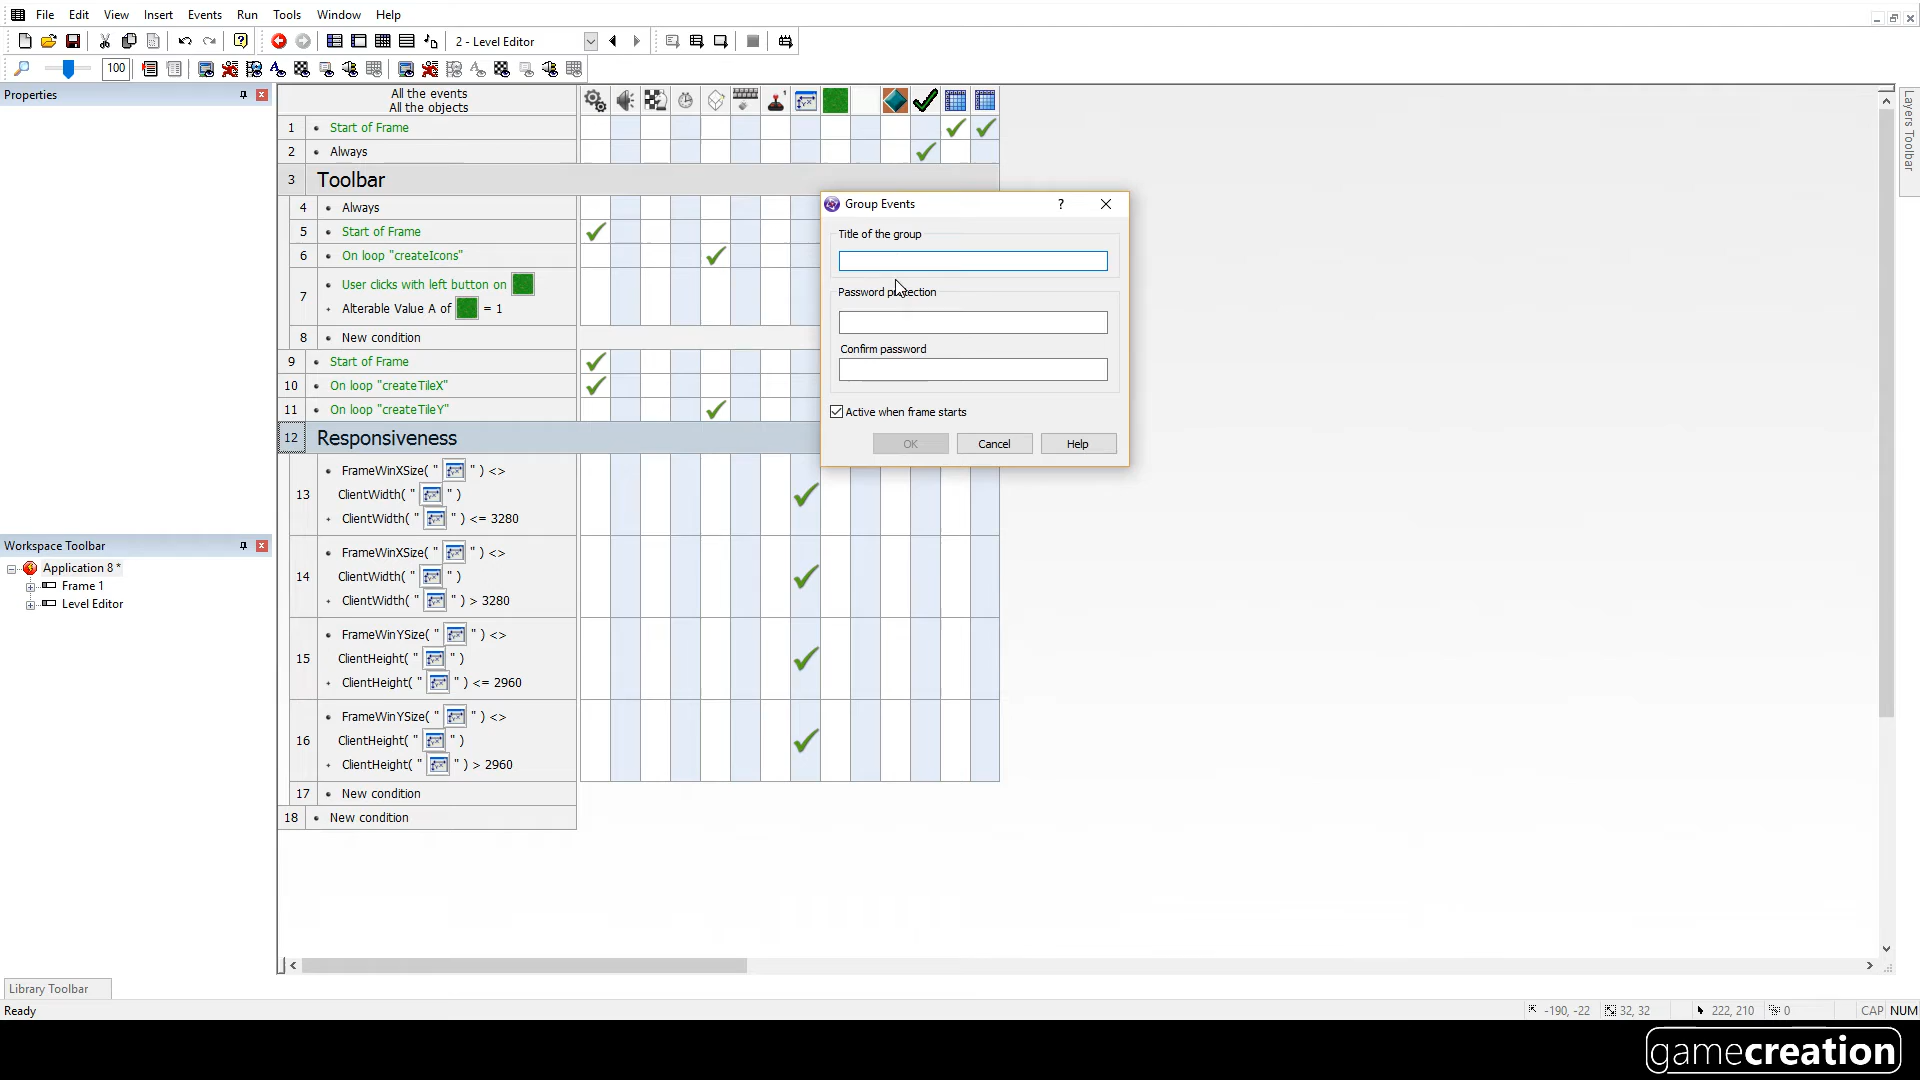 File Edit View Insert Events Run Tools Window Help
2 - Level Editor
100
Properties
All the events
All the objects
1 Start of Frame
2 Always
3 Toolbar
4 Always
5 Start of Frame
6 On loop "createIcons"
7 User clicks with left button on
Alterable Value A of = 1
8 New condition
9 Start of Frame
10 On loop "createTileX"
11 On loop "createTileY"
12 Responsiveness
13 FrameWinXSize( " " ) <>
ClientWidth( " " )
ClientWidth( " " ) <= 3280
14 FrameWinXSize( " " ) <>
ClientWidth( " " )
ClientWidth( " " ) > 3280
15 FrameWinYSize( " " ) <>
ClientHeight( " " )
ClientHeight( " " ) <= 2960
16 FrameWinYSize( " " ) <>
ClientHeight( " " )
ClientHeight( " " ) > 2960
17 New condition
18 New condition
Group Events
Title of the group
Password
Confirm password
Active when frame starts
OK Cancel Help
Layers Toolbar
Workspace Toolbar
Application 8 *
Frame 1
Level Editor
Library Toolbar
Ready
-190, -22 32, 32 222, 210 0 CAP NUM
gamecreation